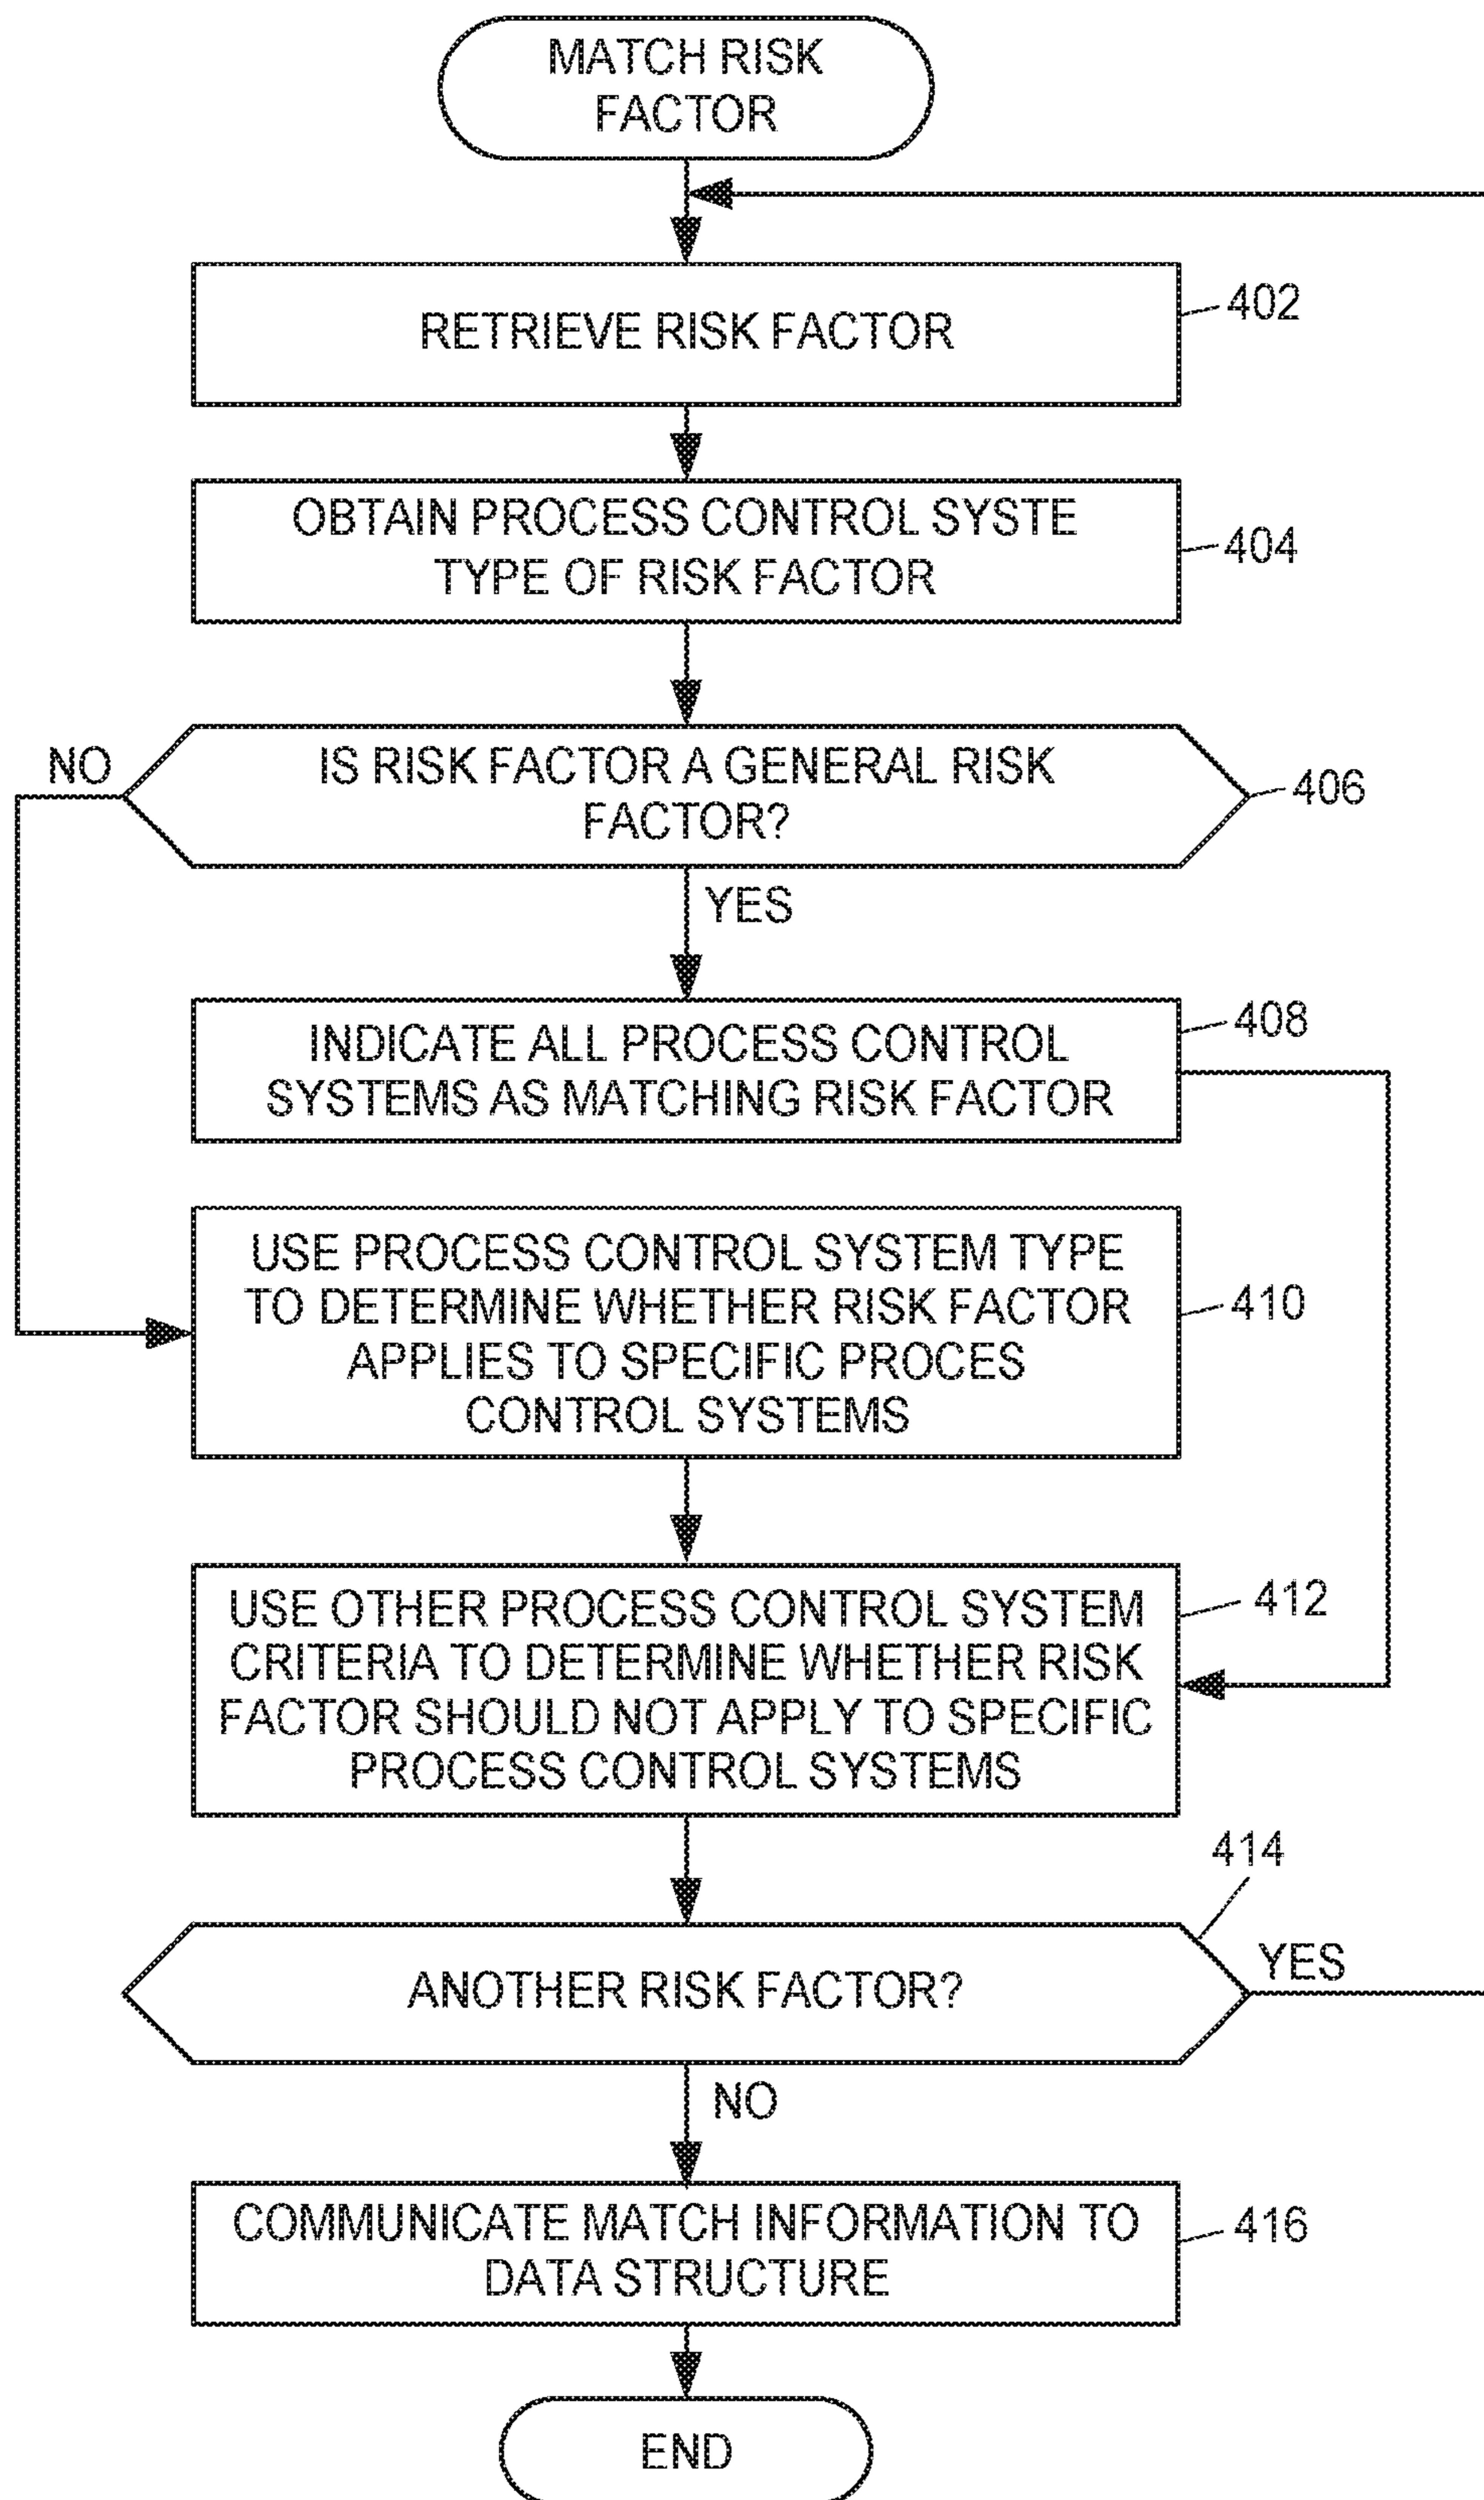 MATCH RISK
FACTOR
RETRIEVE RISK FACTOR
402
OBTAIN PROCESS CONTROL SYSTE
TYPE OF RISK FACTOR
404
NO
IS RISK FACTOR A GENERAL RISK
FACTOR?
406
YES
INDICATE ALL PROCESS CONTROL
SYSTEMS AS MATCHING RISK FACTOR
408
USE PROCESS CONTROL SYSTEM TYPE
TO DETERMINE WHETHER RISK FACTOR
APPLIES TO SPECIFIC PROCES
CONTROL SYSTEMS
410
USE OTHER PROCESS CONTROL SYSTEM
CRITERIA TO DETERMINE WHETHER RISK
FACTOR SHOULD NOT APPLY TO SPECIFIC
PROCESS CONTROL SYSTEMS
412
414
ANOTHER RISK FACTOR?
YES
NO
COMMUNICATE MATCH INFORMATION TO
DATA STRUCTURE
416
END